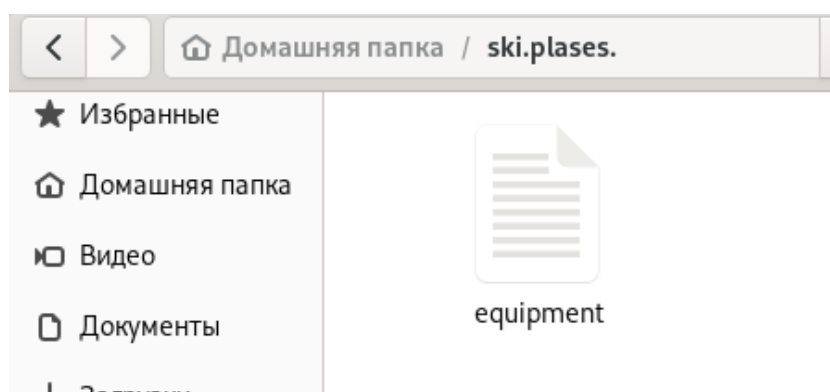 Домашняя папка / ski.plases.
Избранные
Домашняя папка
Видео
Документы
equipment